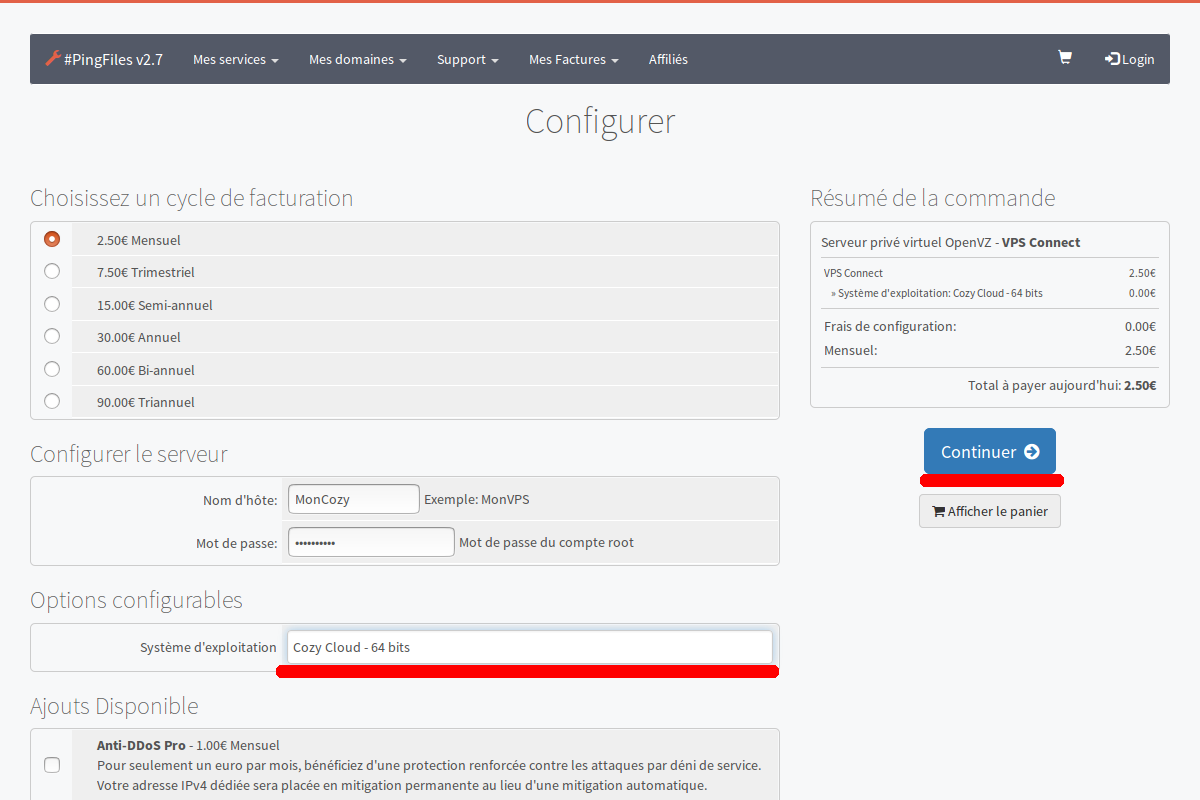 #PingFiles v2.7 Mes services Mes domaines Support Mes Factures Affiliés Login
Configurer
Choisissez un cycle de facturation
2.50€ Mensuel
7.50€ Trimestriel
15.00€ Semi-annuel
30.00€ Annuel
60.00€ Bi-annuel
90.00€ Triannuel
Configurer le serveur
Nom d'hôte: MonCozy Exemple: MonVPS
Mot de passe: •••••••••• Mot de passe du compte root
Options configurables
Système d'exploitation Cozy Cloud - 64 bits
Ajouts Disponible
Anti-DDoS Pro - 1.00€ Mensuel
Pour seulement un euro par mois, bénéficiez d'une protection renforcée contre les attaques par déni de service.
Votre adresse IPv4 dédiée sera placée en mitigation permanente au lieu d'une mitigation automatique.
Résumé de la commande
Serveur privé virtuel OpenVZ - VPS Connect
VPS Connect 2.50€
» Système d'exploitation: Cozy Cloud - 64 bits 0.00€
Frais de configuration: 0.00€
Mensuel: 2.50€
Total à payer aujourd'hui: 2.50€
Continuer
Afficher le panier